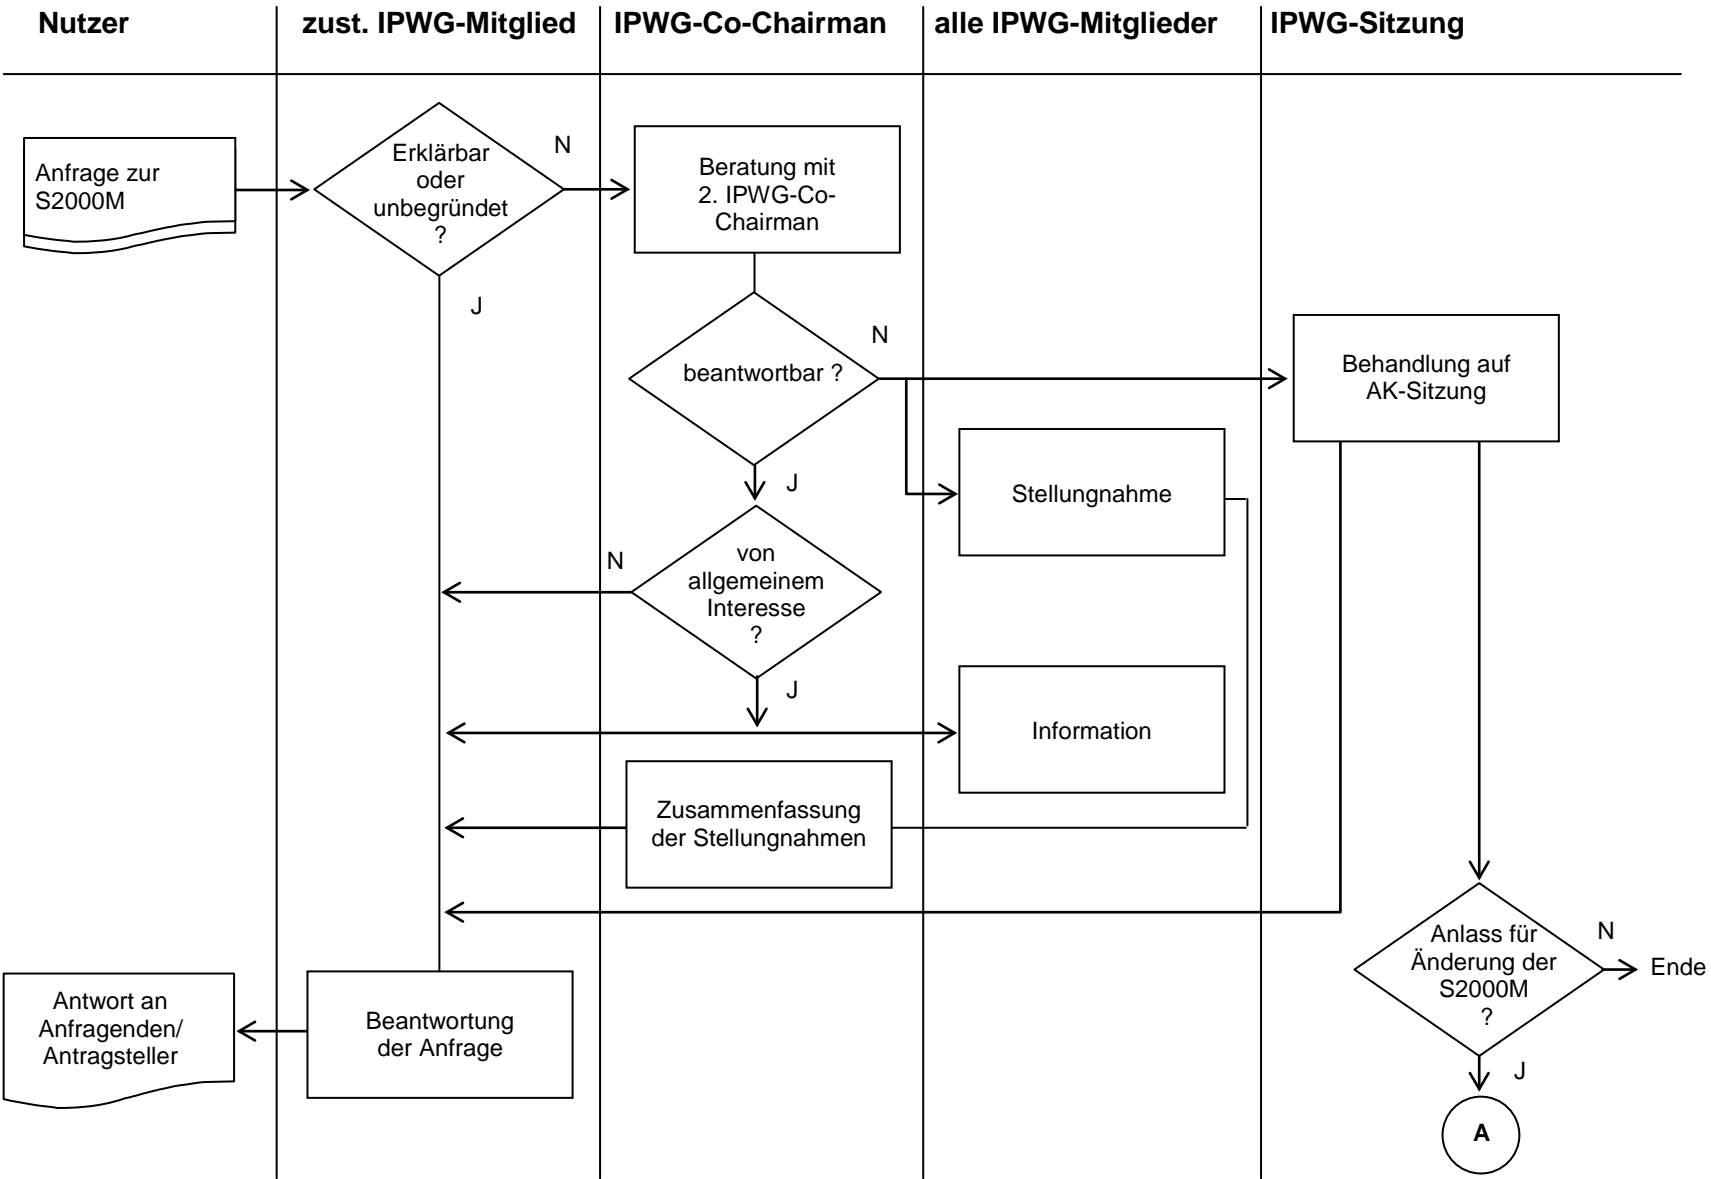 Nutzer
zust. IPWG-Mitglied
IPWG-Co-Chairman
alle IPWG-Mitglieder
IPWG-Sitzung
Anfrage zur
S2000M
Erklärbar
oder
unbegründet
?
N
J
Beratung mit
2. IPWG-Co-
Chairman
beantwortbar ?
N
J
Behandlung auf
AK-Sitzung
Stellungnahme
von
allgemeinem
Interesse
?
N
J
Information
Zusammenfassung
der Stellungnahmen
Anlass für
Änderung der
S2000M
?
N
Ende
J
A
Beantwortung
der Anfrage
Antwort an
Anfragenden/
Antragsteller